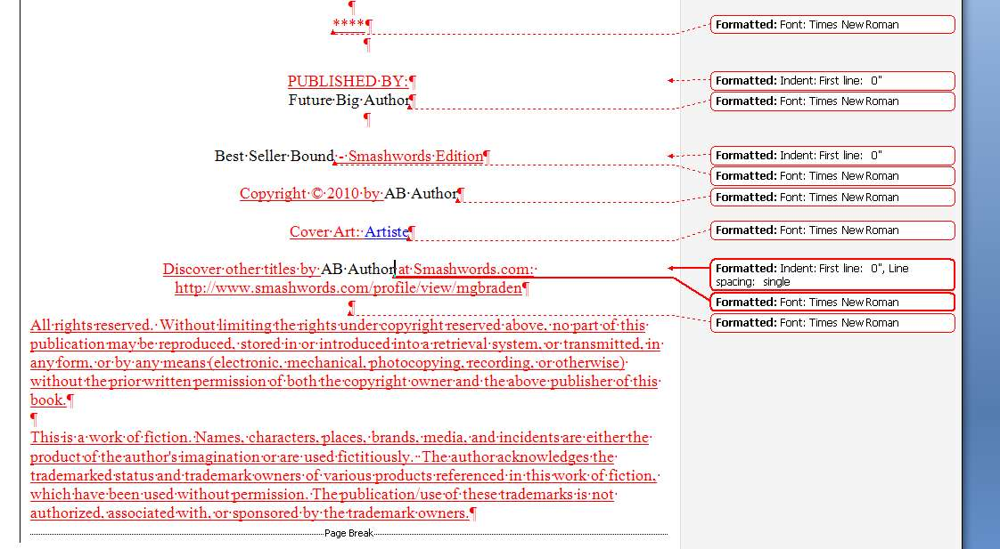 ****¶
Formatted: Font: Times New Roman
¶
PUBLISHED BY:¶
Formatted: Indent: First line: 0"
Future Big Author¶
Formatted: Font: Times New Roman
¶
Best Seller Bound - Smashwords Edition¶
Formatted: Indent: First line: 0"
Formatted: Font: Times New Roman
Copyright © 2010 by AB Author¶
Formatted: Font: Times New Roman
Cover Art: Artiste¶
Formatted: Font: Times New Roman
Discover other titles by AB Author at Smashwords.com:
Formatted: Indent: First line: 0", Line
spacing: single
http://www.smashwords.com/profile/view/mgbraden¶
Formatted: Font: Times New Roman
¶
Formatted: Font: Times New Roman
All rights reserved. Without limiting the rights under copyright reserved above, no part of this
publication may be reproduced, stored in or introduced into a retrieval system, or transmitted, in
any form, or by any means (electronic, mechanical, photocopying, recording, or otherwise)
without the prior written permission of both the copyright owner and the above publisher of this
book.¶
¶
This is a work of fiction. Names, characters, places, brands, media, and incidents are either the
product of the author's imagination or are used fictitiously. The author acknowledges the
trademarked status and trademark owners of various products referenced in this work of fiction,
which have been used without permission. The publication/use of these trademarks is not
authorized, associated with, or sponsored by the trademark owners.¶
Page Break